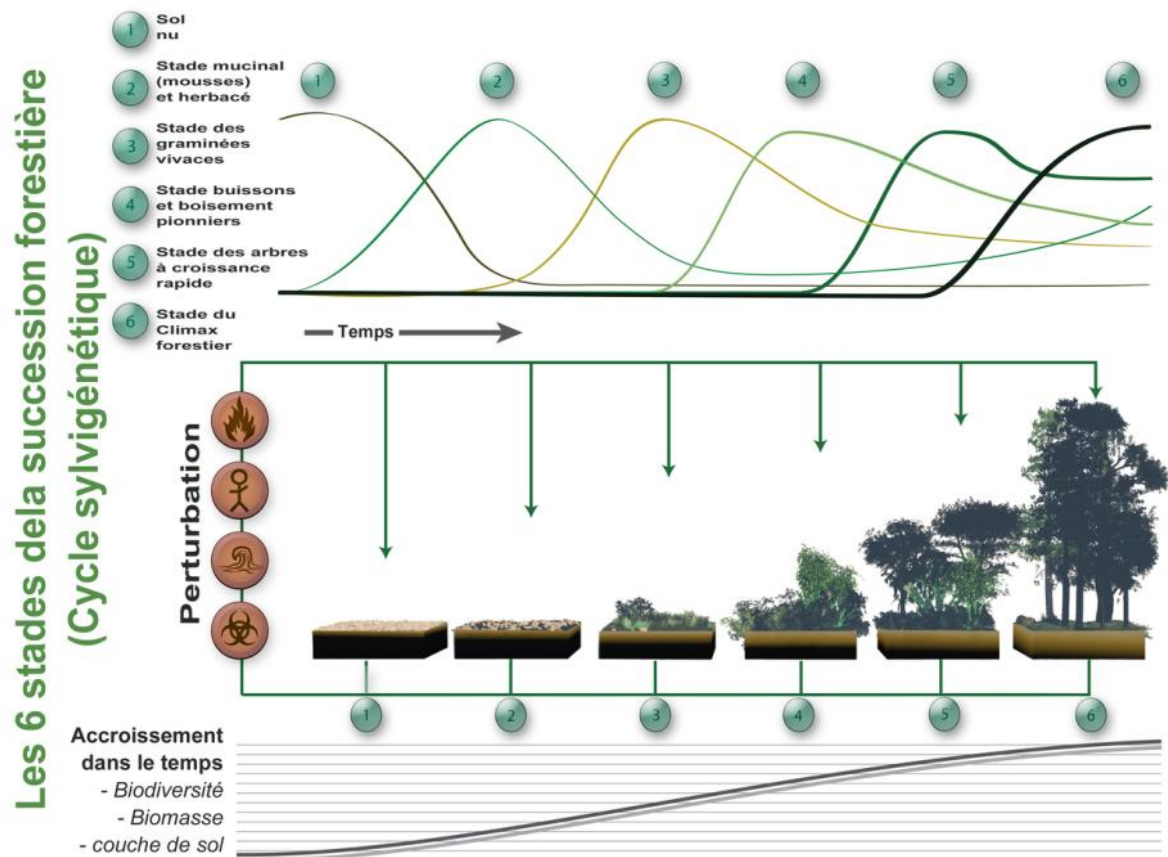 Les 6 stades dela succession forestière
(Cycle sylvigénétique)
1
Sol
nu
2
Stade mucinal
(mousses)
et herbacé
3
Stade des
graminées
vivaces
4
Stade buissons
et boisement
pionniers
5
Stade des arbres
à croissance
rapide
6
Stade du
Climax
forestier
1 2 3 4 5 6
Temps
Perturbation
1 2 3 4 5 6
Accroissement
dans le temps
- Biodiversité
- Biomasse
- couche de sol